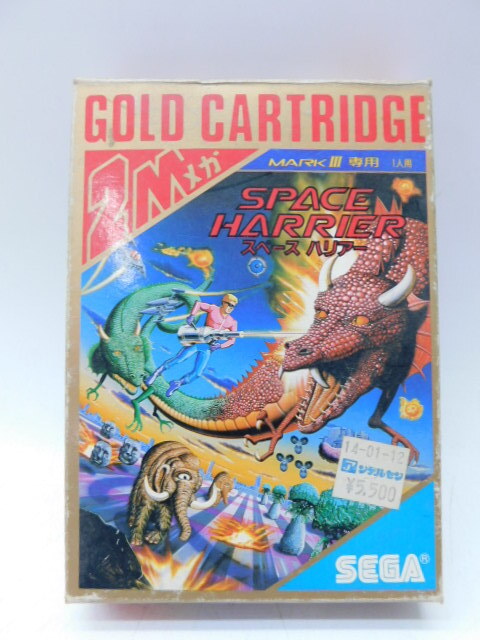 GOLD CARTRIDGE
2Mメガ
MARK III 専用 1人用
SPACE
HARRIER
スペース ハリアー
14-01-12
¥5,500
SEGA®